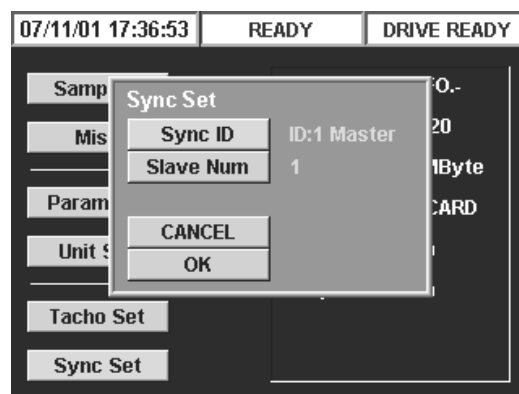 07/11/01 17:36:53 READY DRIVE READY
Samp O.-
Sync Set
Mis Sync ID ID:1 Master 20
Slave Num 1 Byte
Param CARD
CANCEL
Unit OK
Tacho Set
Sync Set